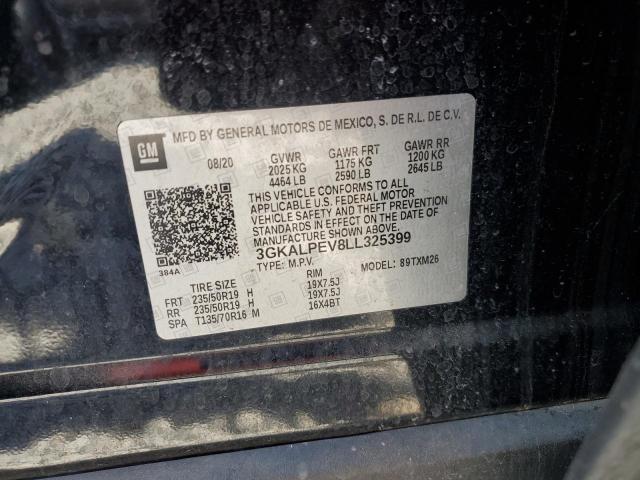 GM
MFD BY GENERAL MOTORS DE MEXICO, S. DE R.L. DE C.V.
08/20 GVWR GAWR FRT GAWR RR
2025 KG 1175 KG 1200 KG
4464 LB 2590 LB 2645 LB
THIS VEHICLE CONFORMS TO ALL
APPLICABLE U.S. FEDERAL MOTOR
VEHICLE SAFETY AND THEFT
PREVENTION STANDARDS IN EFFECT
ON THE DATE OF MANUFACTURE
SHOWN ABOVE.
3GKALPEV8LL325399
384A TYPE: M.P.V. MODEL: 89TXM26
TIRE SIZE RIM
FRT 235/50R19 H 19X7.5J
RR 235/50R19 H 19X7.5J
SPA T135/70R16 M 16X4BT